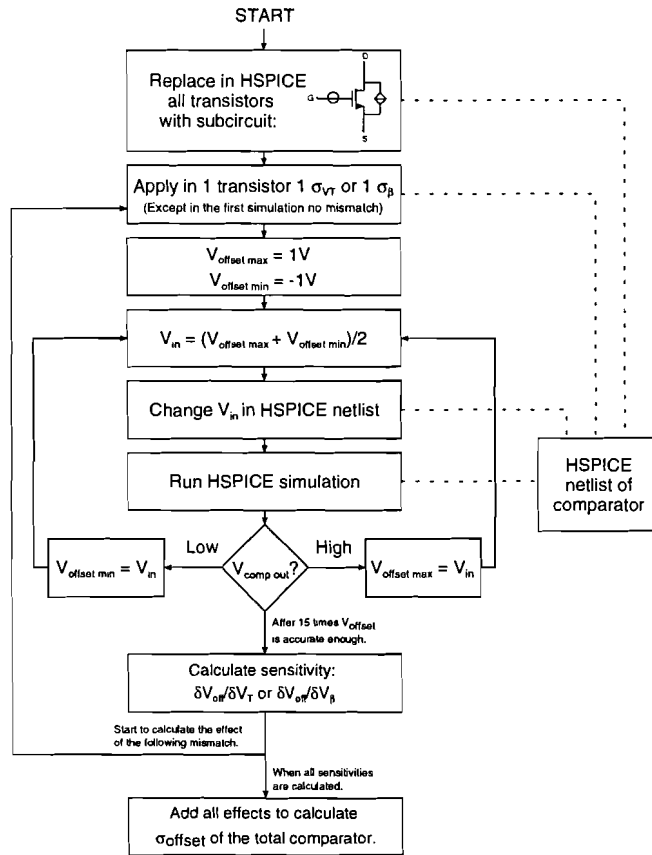 START
Replace in HSPICE
all transistors
with subcircuit:
D
G
S
Apply in 1 transistor 1 σVT or 1 σβ
(Except in the first simulation no mismatch)
Voffset max = 1V
Voffset min = -1V
Vin = (Voffset max + Voffset min)/2
Change Vin in HSPICE netlist
Run HSPICE simulation
HSPICE
netlist of
comparator
Low
High
Voffset min = Vin
Vcomp out?
Voffset max = Vin
After 15 times Voffset
is accurate enough.
Calculate sensitivity:
δVoff/δVT or δVoff/δVβ
Start to calculate the effect
of the following mismatch.
When all sensitivities
are calculated.
Add all effects to calculate
σoffset of the total comparator.